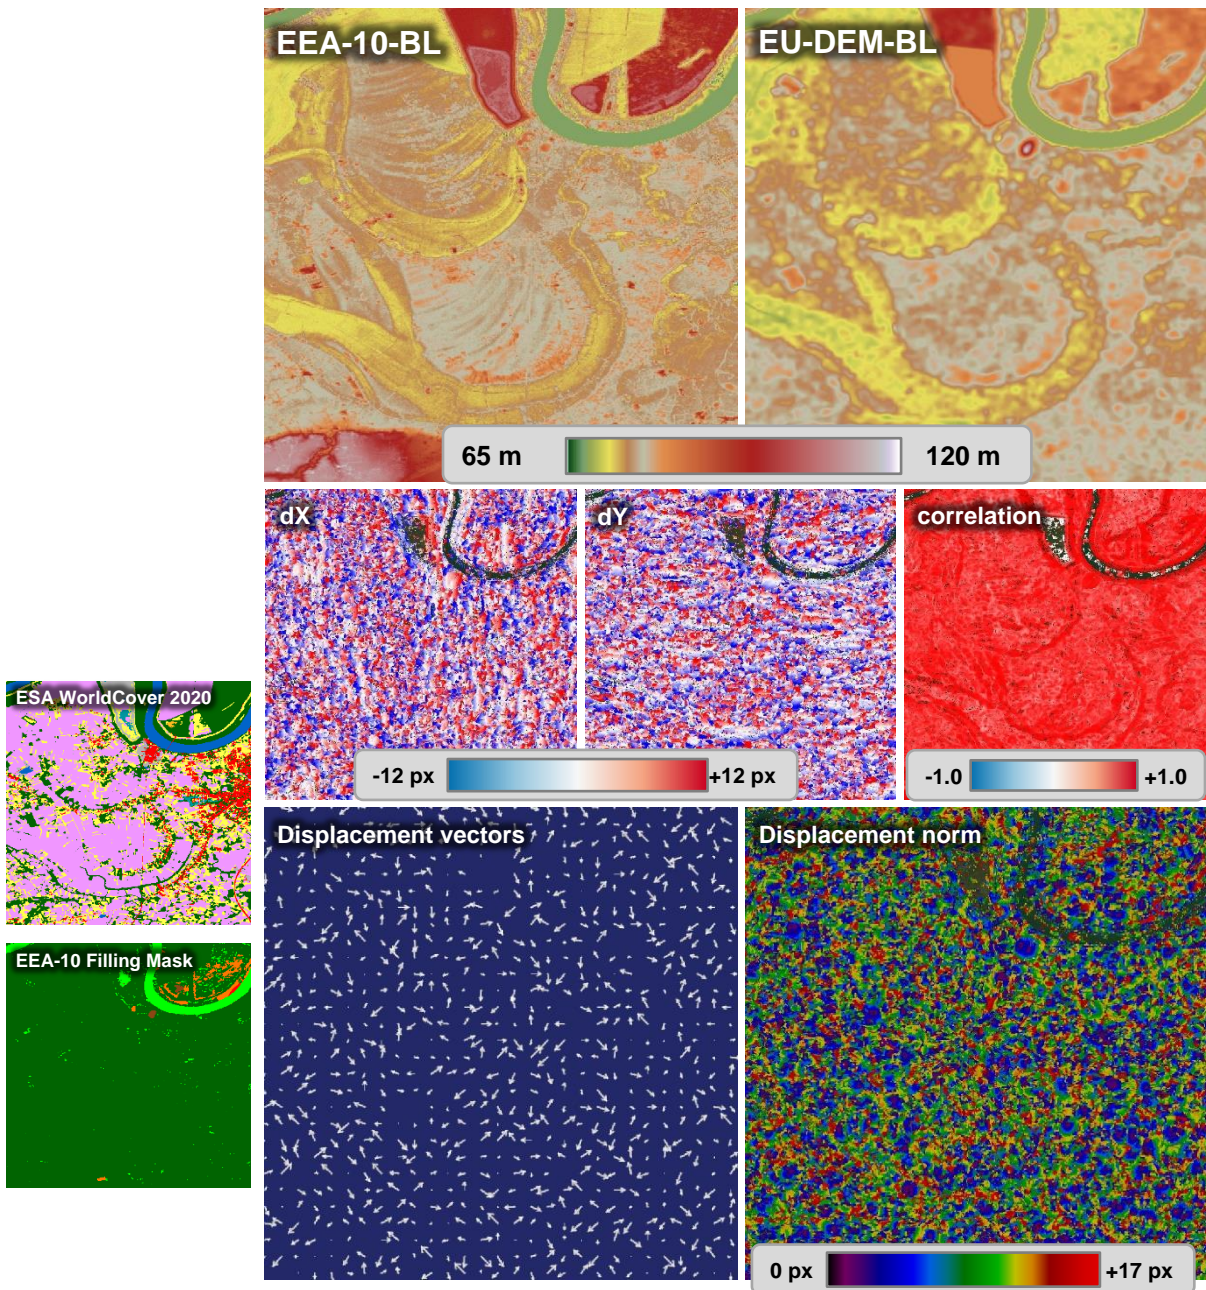 EEA-10-BL
EU-DEM-BL
65 m
120 m
dX
dY
correlation
-12 px
+12 px
-1.0
+1.0
ESA WorldCover 2020
Displacement vectors
Displacement norm
EEA-10 Filling Mask
0 px
+17 px